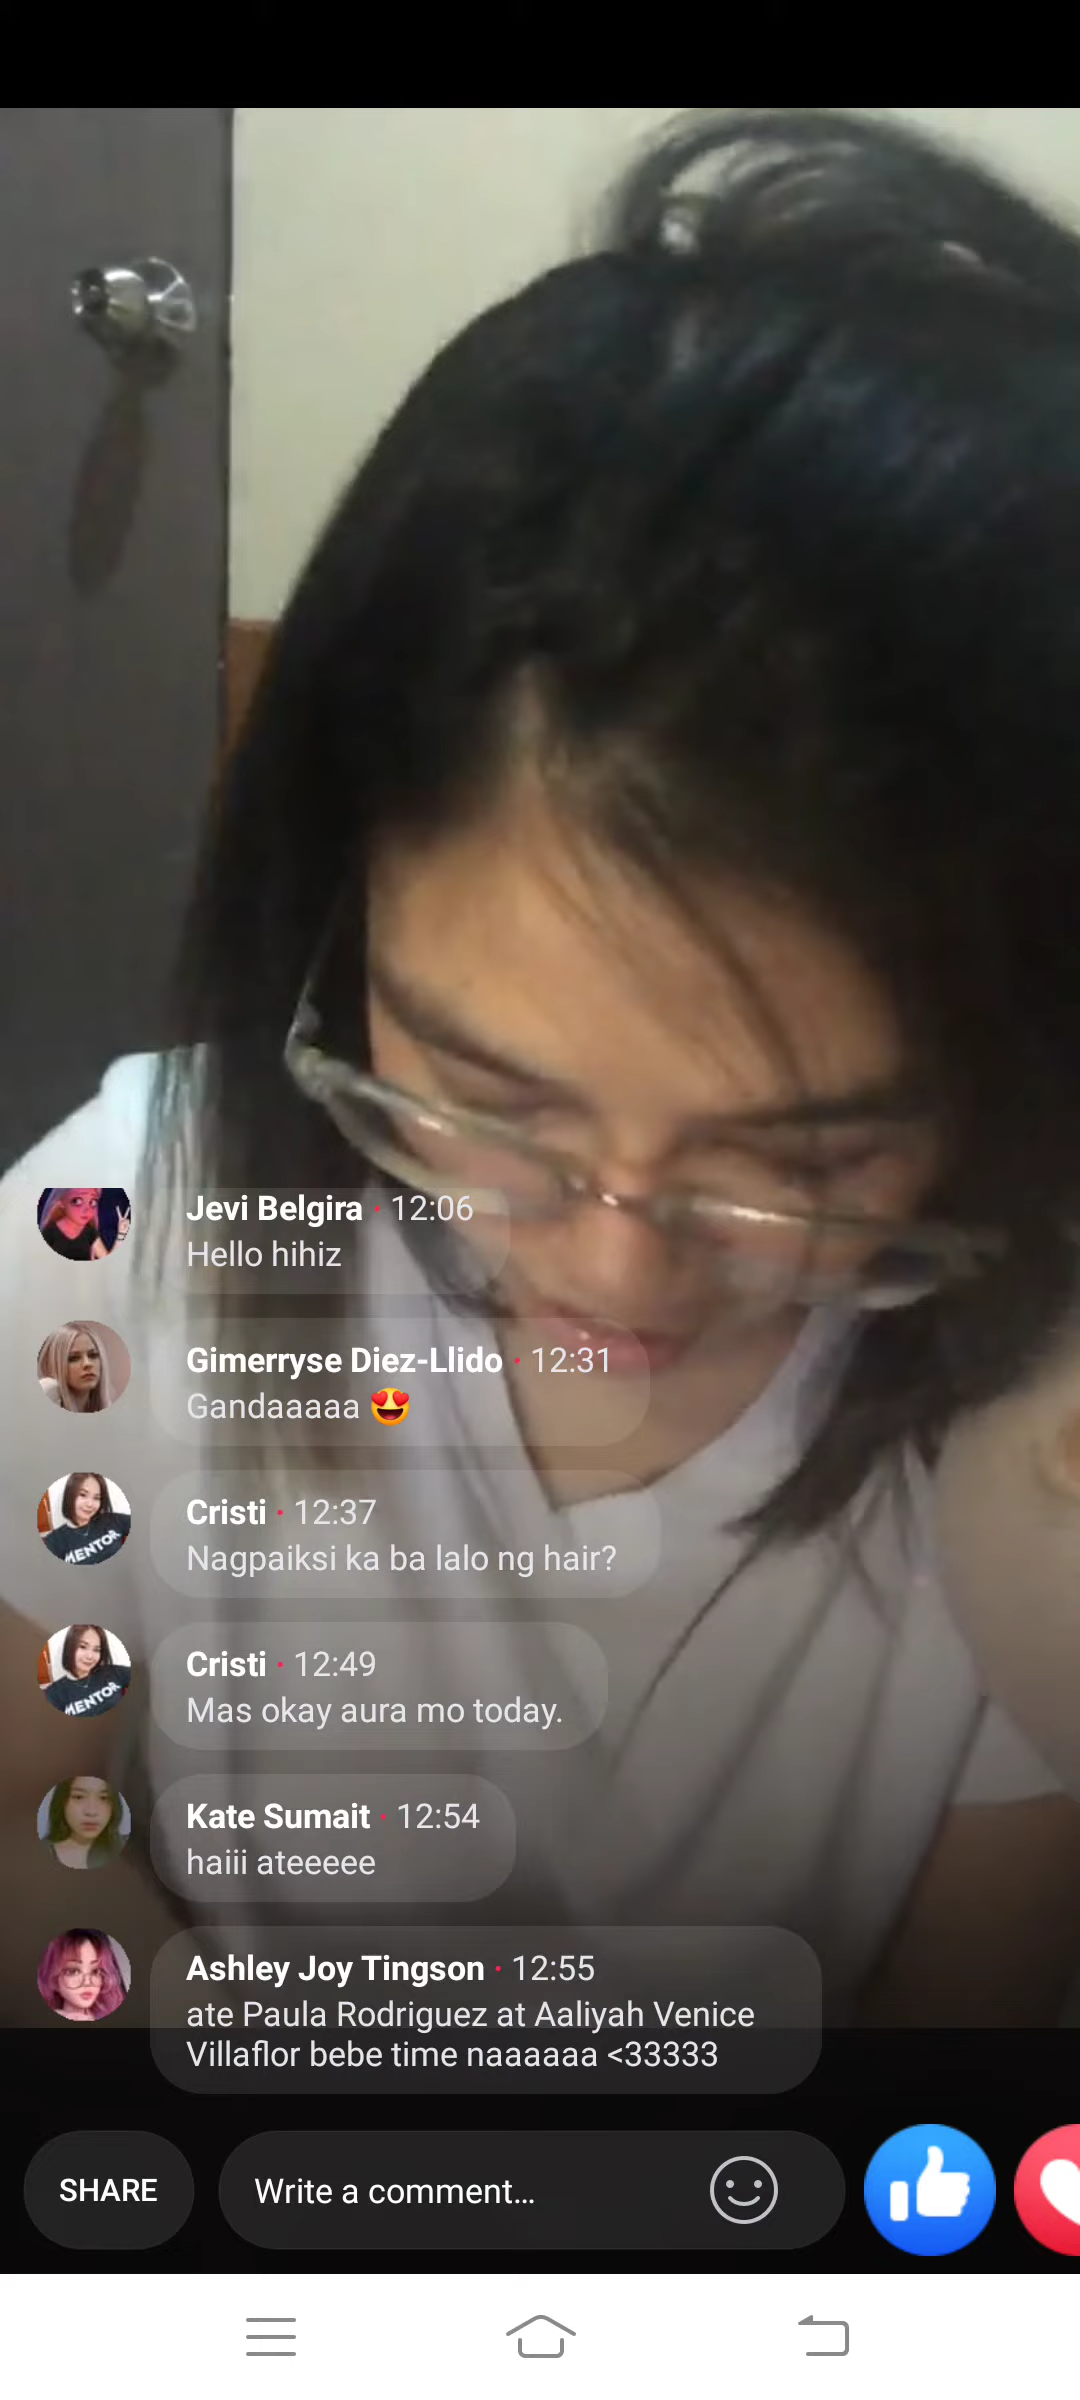 Jevi Belgira · 12:06
Hello hihiz
Gimerryse Diez-Llido · 12:31
Gandaaaaa 😍
Cristi · 12:37
Nagpaiksi ka ba lalo ng hair?
MENTOR
Cristi · 12:49
Mas okay aura mo today.
MENTOR
Kate Sumait · 12:54
haiii ateeeee
Ashley Joy Tingson · 12:55
ate Paula Rodriguez at Aaliyah Venice
Villaflor bebe time naaaaaa <33333
SHARE
Write a comment...